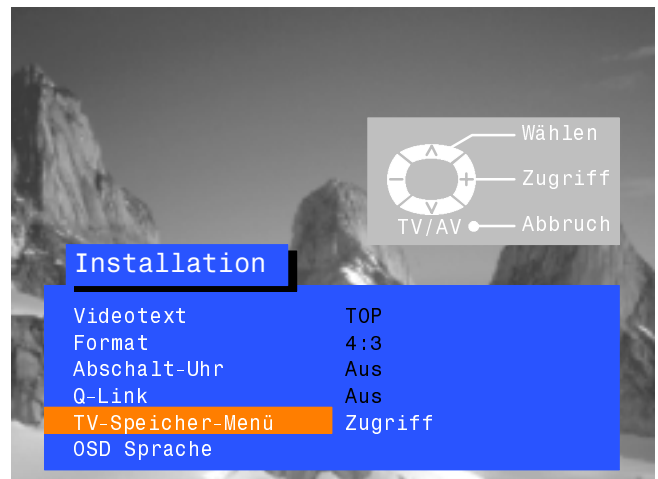 Wählen
Zugriff
TV/AV Abbruch
Installation
Videotext TOP
Format 4:3
Abschalt-Uhr Aus
Q-Link Aus
TV-Speicher-Menü Zugriff
OSD Sprache